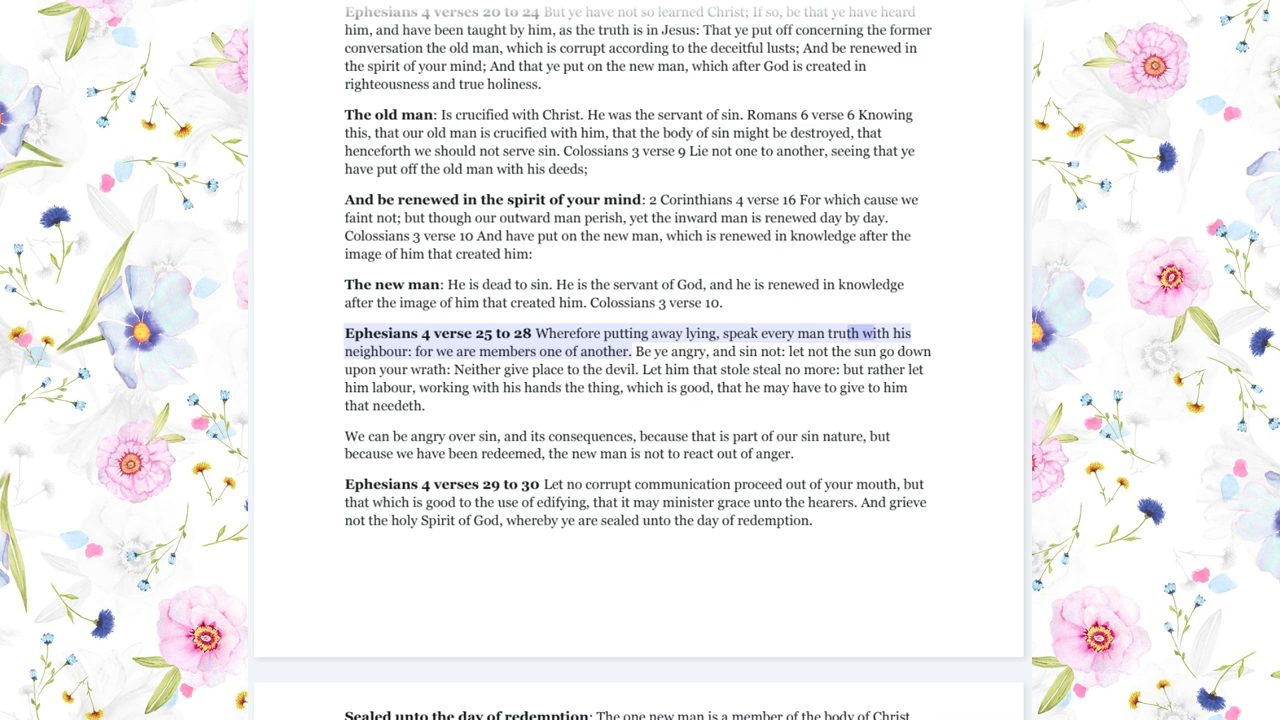 Ephesians 4 verses 20 to 24 But ye have not so learned Christ; If so, be that ye have heard
him, and have been taught by him, as the truth is in Jesus: That ye put off concerning the former
conversation the old man, which is corrupt according to the deceitful lusts; And be renewed in
the spirit of your mind; And that ye put on the new man, which after God is created in
righteousness and true holiness.
The old man: Is crucified with Christ. He was the servant of sin. Romans 6 verse 6 Knowing
this, that our old man is crucified with him, that the body of sin might be destroyed, that
henceforth we should not serve sin. Colossians 3 verse 9 Lie not one to another, seeing that ye
have put off the old man with his deeds;
And be renewed in the spirit of your mind: 2 Corinthians 4 verse 16 For which cause we
faint not; but though our outward man perish, yet the inward man is renewed day by day.
Colossians 3 verse 10 And have put on the new man, which is renewed in knowledge after the
image of him that created him:
The new man: He is dead to sin. He is the servant of God, and he is renewed in knowledge
after the image of him that created him. Colossians 3 verse 10.
Ephesians 4 verse 25 to 28 Wherefore putting away lying, speak every man truth with his
neighbour: for we are members one of another. Be ye angry, and sin not: let not the sun go down
upon your wrath: Neither give place to the devil. Let him that stole steal no more: but rather let
him labour, working with his hands the thing, which is good, that he may have to give to him
that needeth.
We can be angry over sin, and its consequences, because that is part of our sin nature, but
because we have been redeemed, the new man is not to react out of anger.
Ephesians 4 verses 29 to 30 Let no corrupt communication proceed out of your mouth, but
that which is good to the use of edifying, that it may minister grace unto the hearers. And grieve
not the holy Spirit of God, whereby ye are sealed unto the day of redemption.
Sealed unto the day of redemption: The one new man is a member of the body of Christ